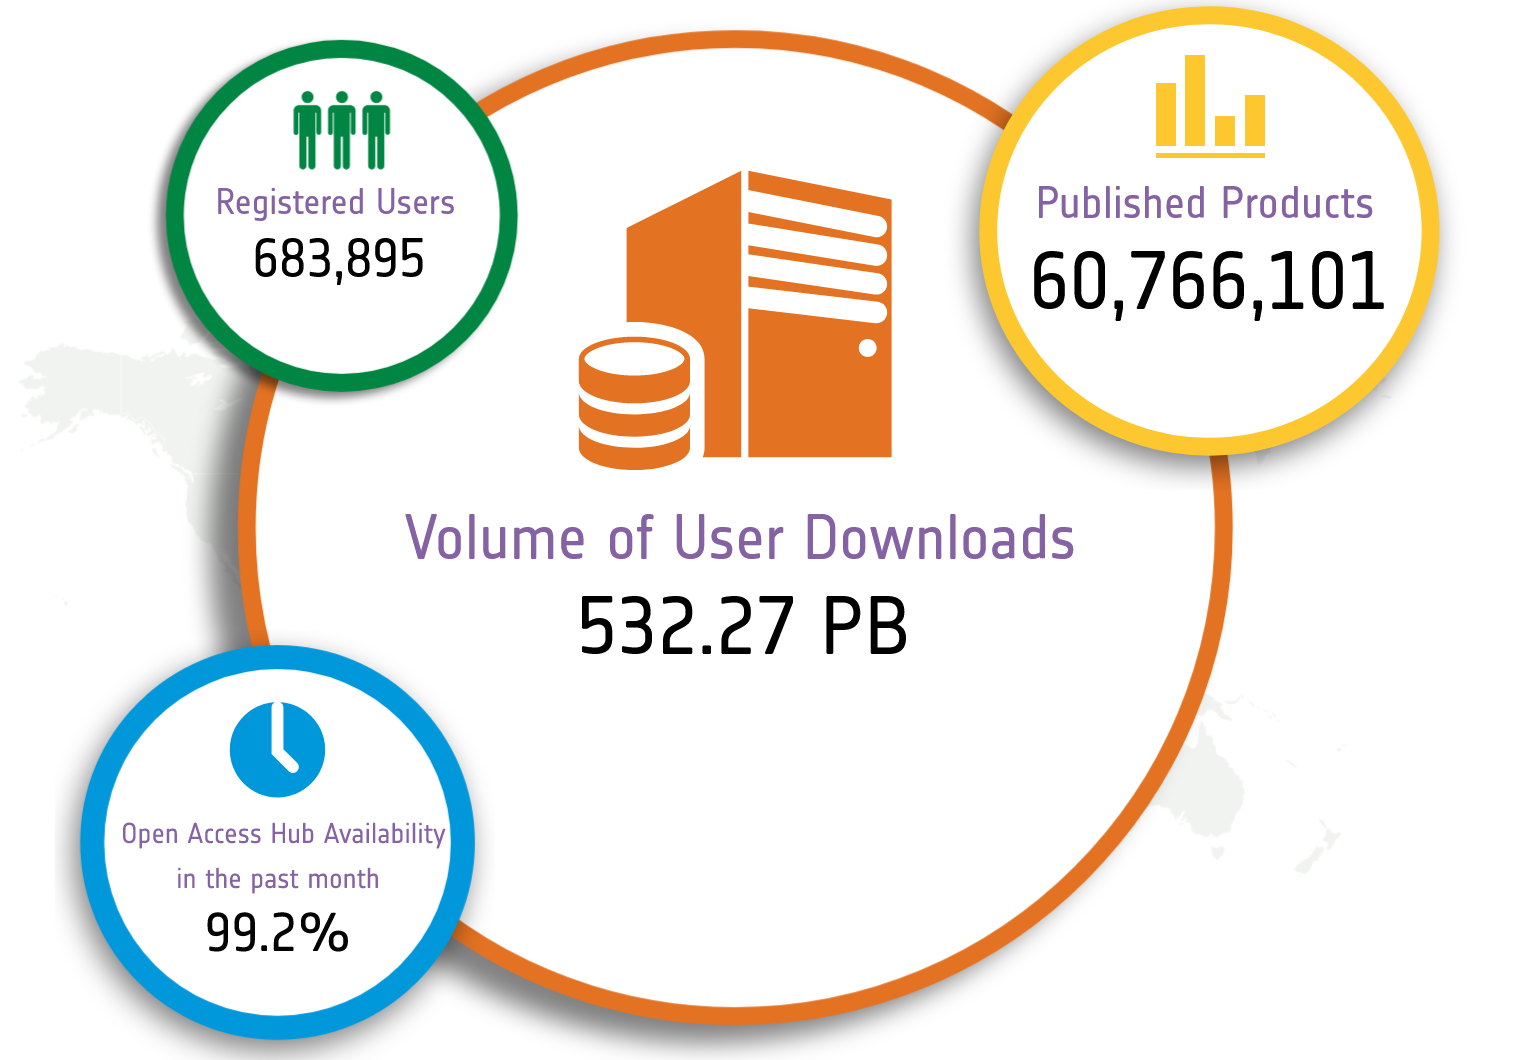 Registered Users
683,895
Published Products
60,766,101
Volume of User Downloads
532.27 PB
Open Access Hub Availability
in the past month
99.2%